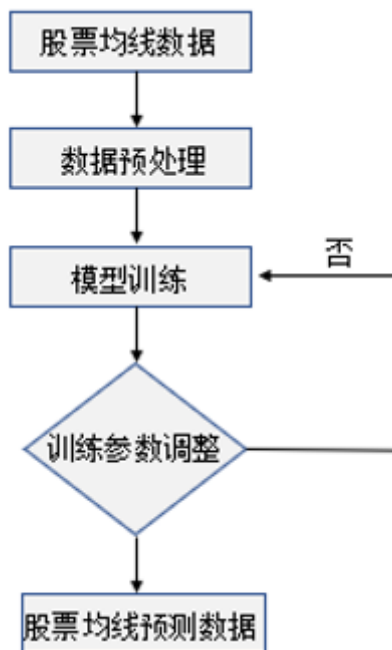 股票均线数据
数据预处理
否
模型训练
训练参数调整
股票均线预测数据